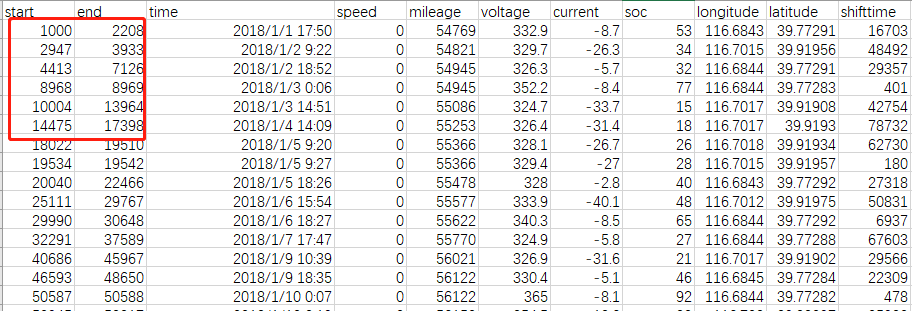 start end time speed mileage voltage current soc longitude latitude shifttime
1000 2208 2018/1/1 17:50 0 54769 332.9 -8.7 53 116.6843 39.77291 16703
2947 3933 2018/1/2 9:22 0 54821 329.7 -26.3 34 116.7015 39.91956 48492
4413 7126 2018/1/2 18:52 0 54945 326.3 -5.7 32 116.6844 39.77291 29357
8968 8969 2018/1/3 0:06 0 54945 352.2 -8.4 77 116.6844 39.77283 401
10004 13964 2018/1/3 14:51 0 55086 324.7 -33.7 15 116.7017 39.91908 42754
14475 17398 2018/1/4 14:09 0 55253 326.4 -31.4 18 116.7017 39.9193 78732
18022 19510 2018/1/5 9:20 0 55366 328.1 -26.7 26 116.7018 39.91934 62730
19534 19542 2018/1/5 9:27 0 55366 329.4 -27 28 116.7015 39.91957 180
20040 22466 2018/1/5 18:26 0 55478 328 -2.8 40 116.6843 39.77292 27318
25111 29767 2018/1/6 15:54 0 55577 333.9 -40.1 48 116.7012 39.91975 50831
29990 30648 2018/1/6 18:27 0 55622 340.3 -8.5 65 116.6844 39.77292 6937
32291 37589 2018/1/7 17:47 0 55770 324.9 -5.8 27 116.6844 39.77288 67603
40686 45967 2018/1/9 10:39 0 56021 326.9 -31.6 21 116.7017 39.91902 29566
46593 48650 2018/1/9 18:35 0 56122 330.4 -5.1 46 116.6845 39.77284 22309
50587 50588 2018/1/10 0:07 0 56122 365 -8.1 92 116.6844 39.77282 478